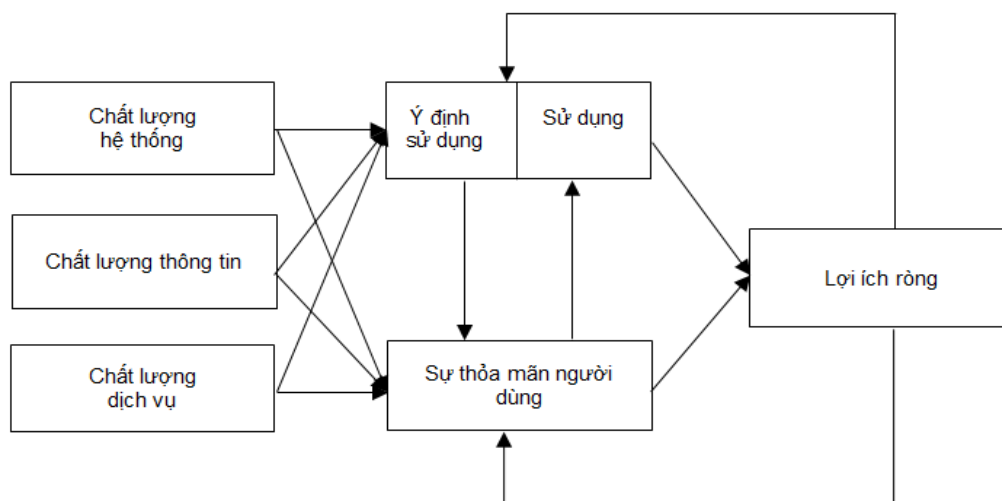 Chất lượng
hệ thống
Ý định
sử dụng
Sử dụng
Chất lượng thông tin
Lợi ích ròng
Chất lượng
dịch vụ
Sự thỏa mãn người
dùng